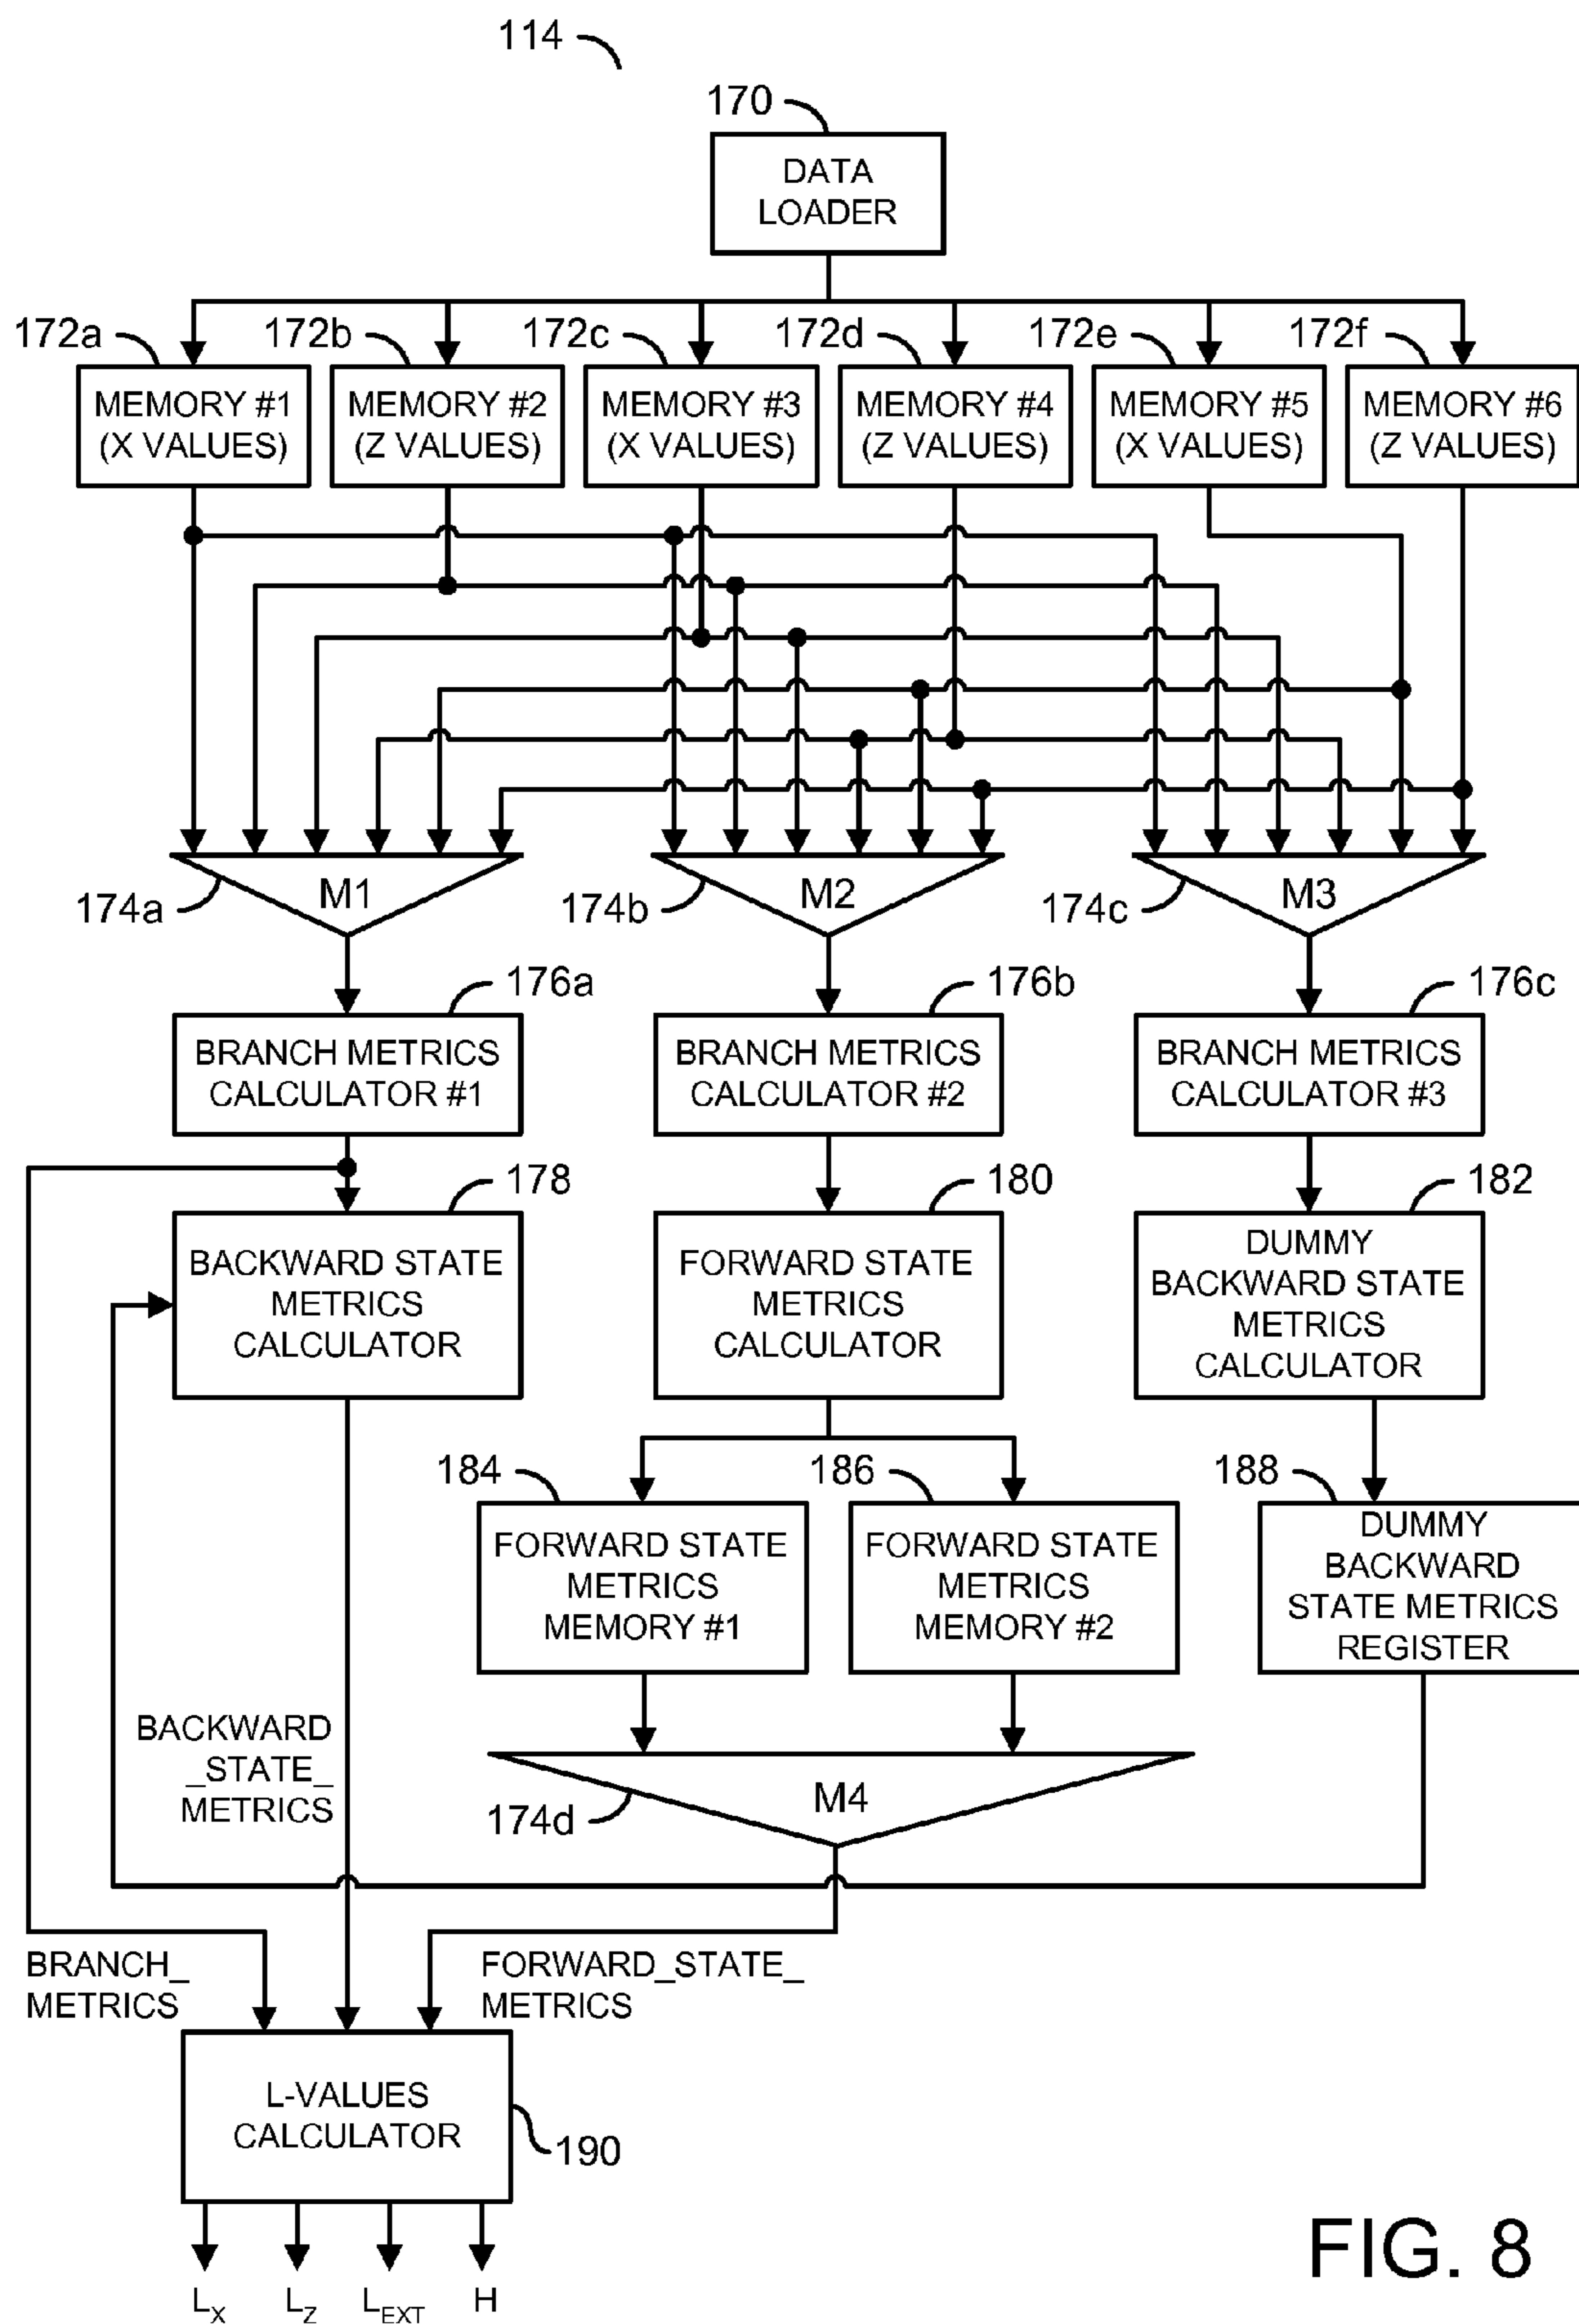 114
170
DATA
LOADER
172a
172b
172c
172d
172e
172f
MEMORY #1
(X VALUES)
MEMORY #2
(Z VALUES)
MEMORY #3
(X VALUES)
MEMORY #4
(Z VALUES)
MEMORY #5
(X VALUES)
MEMORY #6
(Z VALUES)
M1
M2
M3
174a
174b
174c
176a
176b
176c
BRANCH METRICS
CALCULATOR #1
BRANCH METRICS
CALCULATOR #2
BRANCH METRICS
CALCULATOR #3
178
180
182
BACKWARD STATE
METRICS
CALCULATOR
FORWARD STATE
METRICS
CALCULATOR
DUMMY
BACKWARD STATE
METRICS
CALCULATOR
184
186
188
FORWARD STATE
METRICS
MEMORY #1
FORWARD STATE
METRICS
MEMORY #2
DUMMY
BACKWARD
STATE METRICS
REGISTER
BACKWARD
_STATE_
METRICS
M4
174d
BRANCH_
METRICS
FORWARD_STATE_
METRICS
L-VALUES
CALCULATOR
190
L_X
L_Z
L_EXT
H
FIG. 8